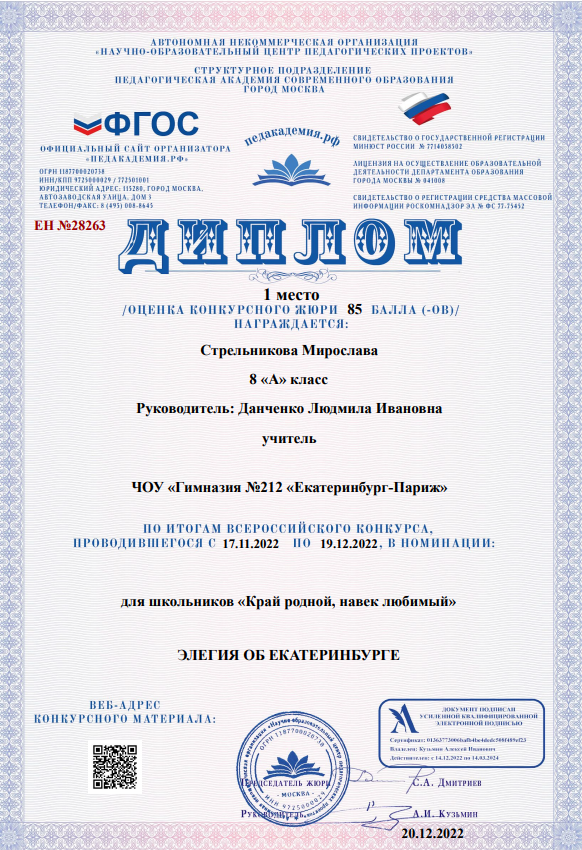 АВТОНОМНАЯ НЕКОММЕРЧЕСКАЯ ОРГАНИЗАЦИЯ
«НАУЧНО-ОБРАЗОВАТЕЛЬНЫЙ ЦЕНТР ПЕДАГОГИЧЕСКИХ ПРОЕКТОВ»
СТРУКТУРНОЕ ПОДРАЗДЕЛЕНИЕ
ПЕДАГОГИЧЕСКАЯ АКАДЕМИЯ СОВРЕМЕННОГО ОБРАЗОВАНИЯ
ГОРОД МОСКВА
ФГОС
ОФИЦИАЛЬНЫЙ САЙТ ОРГАНИЗАТОРА
«ПЕДАКАДЕМИЯ.РФ»
ОГРН 1187700020738
ИНН/КПП 9725000029 / 772501001
ЮРИДИЧЕСКИЙ АДРЕС: 115280, ГОРОД МОСКВА,
АВТОЗАВОДСКАЯ УЛИЦА, ДОМ 3
ТЕЛЕФОН/ФАКС: 8 (495) 008-8645
педакадемия.рф
СВИДЕТЕЛЬСТВО О ГОСУДАРСТВЕННОЙ РЕГИСТРАЦИИ
МИНЮСТ РОССИИ № 7714058502
ЛИЦЕНЗИЯ НА ОСУЩЕСТВЛЕНИЕ ОБРАЗОВАТЕЛЬНОЙ
ДЕЯТЕЛЬНОСТИ ДЕПАРТАМЕНТА ОБРАЗОВАНИЯ
ГОРОДА МОСКВЫ № 041008
СВИДЕТЕЛЬСТВО О РЕГИСТРАЦИИ СРЕДСТВА МАССОВОЙ
ИНФОРМАЦИИ РОСКОМНАДЗОР ЭЛ № ФС 77-75452
ЕН №28263
ДИПЛОМ
1 место
/ОЦЕНКА КОНКУРСНОГО ЖЮРИ 85 БАЛЛА (-ОВ)/
НАГРАЖДАЕТСЯ:
Стрельникова Мирослава
8 «А» класс
Руководитель: Данченко Людмила Ивановна
учитель
ЧОУ «Гимназия №212 «Екатеринбург-Париж»
ПО ИТОГАМ ВСЕРОССИЙСКОГО КОНКУРСА,
ПРОВОДИВШЕГОСЯ С 17.11.2022 ПО 19.12.2022, В НОМИНАЦИИ:
для школьников «Край родной, навек любимый»
ЭЛЕГИЯ ОБ ЕКАТЕРИНБУРГЕ
ВЕБ-АДРЕС
КОНКУРСНОГО МАТЕРИАЛА:
ОГРН 1187700020738
МОСКВА
ИНН 9725000029
ДОКУМЕНТ ПОДПИСАН
УСИЛЕННОЙ КВАЛИФИЦИРОВАННОЙ
ЭЛЕКТРОННОЙ ПОДПИСЬЮ
Сертификат:
Владелец: Кузьмин Алексей Иванович
Действителен: с 14.12.2022 по 14.03.2024
ПРЕДСЕДАТЕЛЬ ЖЮРИ С.А. ДМИТРИЕВ
РУКОВОДИТЕЛЬ А.И. КУЗЬМИН
20.12.2022